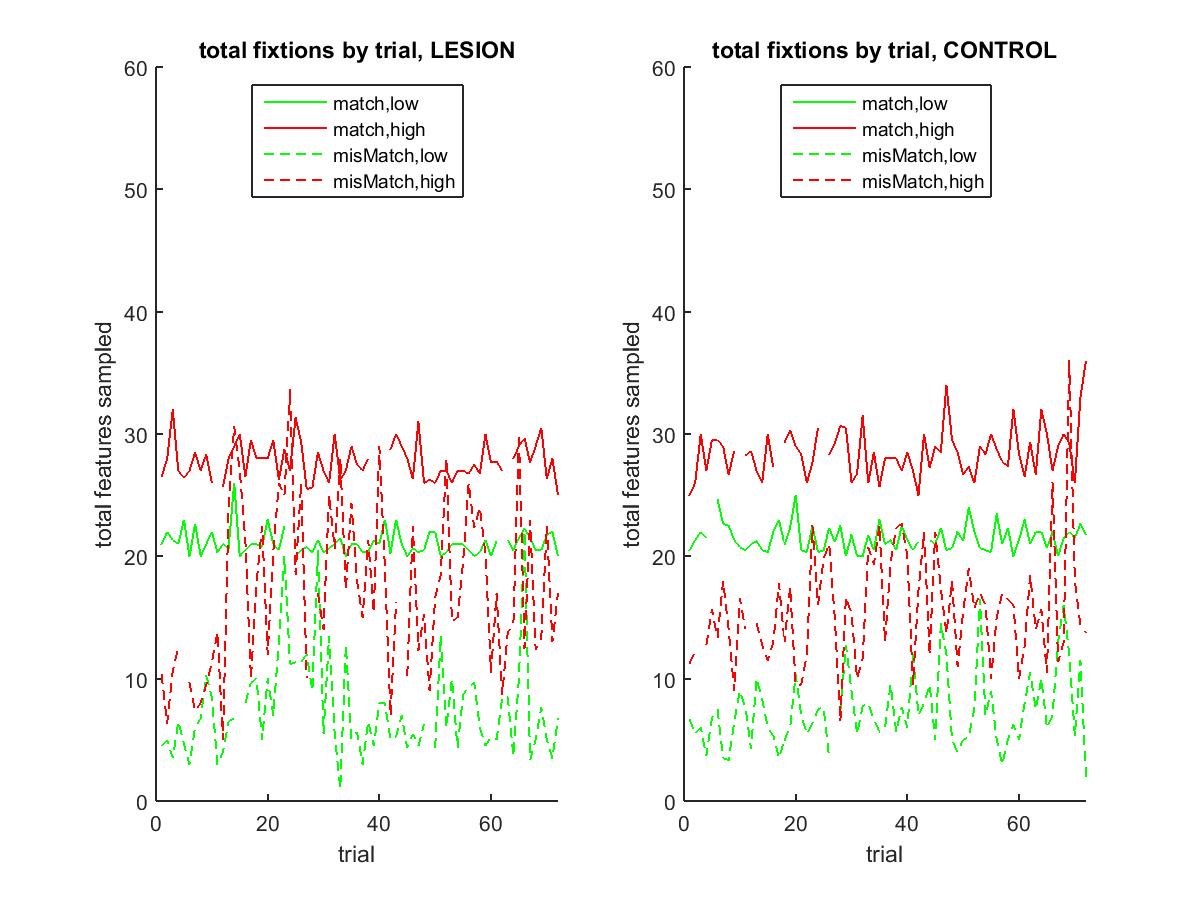 total fixtions by trial, LESION
60
50
40
30
20
10
0
0 20 40 60
total features sampled
trial
match,low
match,high
misMatch,low
misMatch,high
total fixtions by trial, CONTROL
60
50
40
30
20
10
0
0 20 40 60
total features sampled
trial
match,low
match,high
misMatch,low
misMatch,high